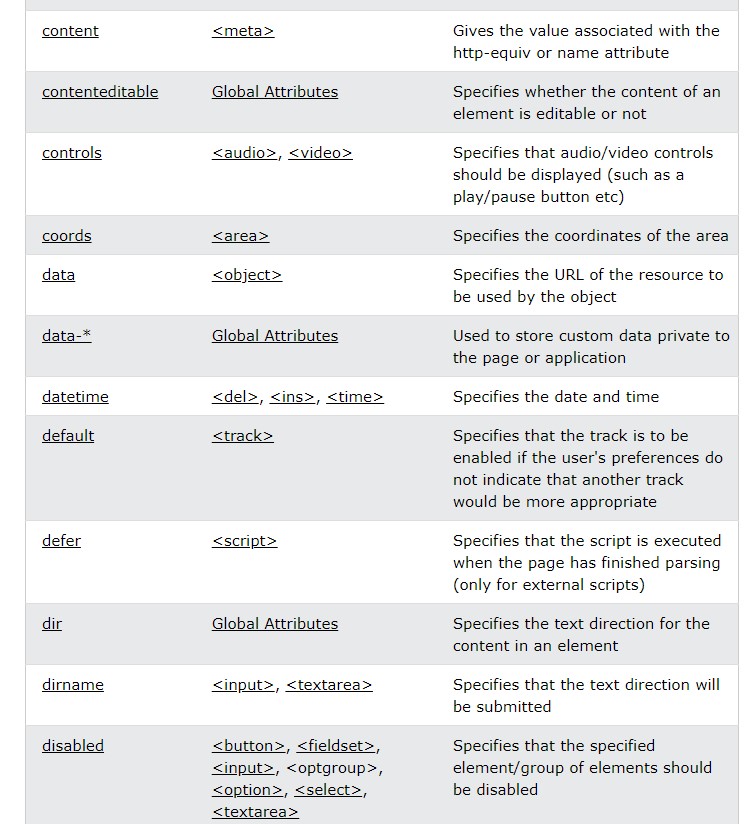 content <meta> Gives the value associated with the
http-equiv or name attribute
contenteditable Global Attributes Specifies whether the content of an
element is editable or not
controls <audio>, <video> Specifies that audio/video controls
should be displayed (such as a
play/pause button etc)
coords <area> Specifies the coordinates of the area
data <object> Specifies the URL of the resource to
be used by the object
data-* Global Attributes Used to store custom data private to
the page or application
datetime <del>, <ins>, <time> Specifies the date and time
default <track> Specifies that the track is to be
enabled if the user's preferences do
not indicate that another track
would be more appropriate
defer <script> Specifies that the script is executed
when the page has finished parsing
(only for external scripts)
dir Global Attributes Specifies the text direction for the
content in an element
dirname <input>, <textarea> Specifies that the text direction will
be submitted
disabled <button>, <fieldset>, Specifies that the specified
<input>, <optgroup>, element/group of elements should
<option>, <select>, be disabled
<textarea>